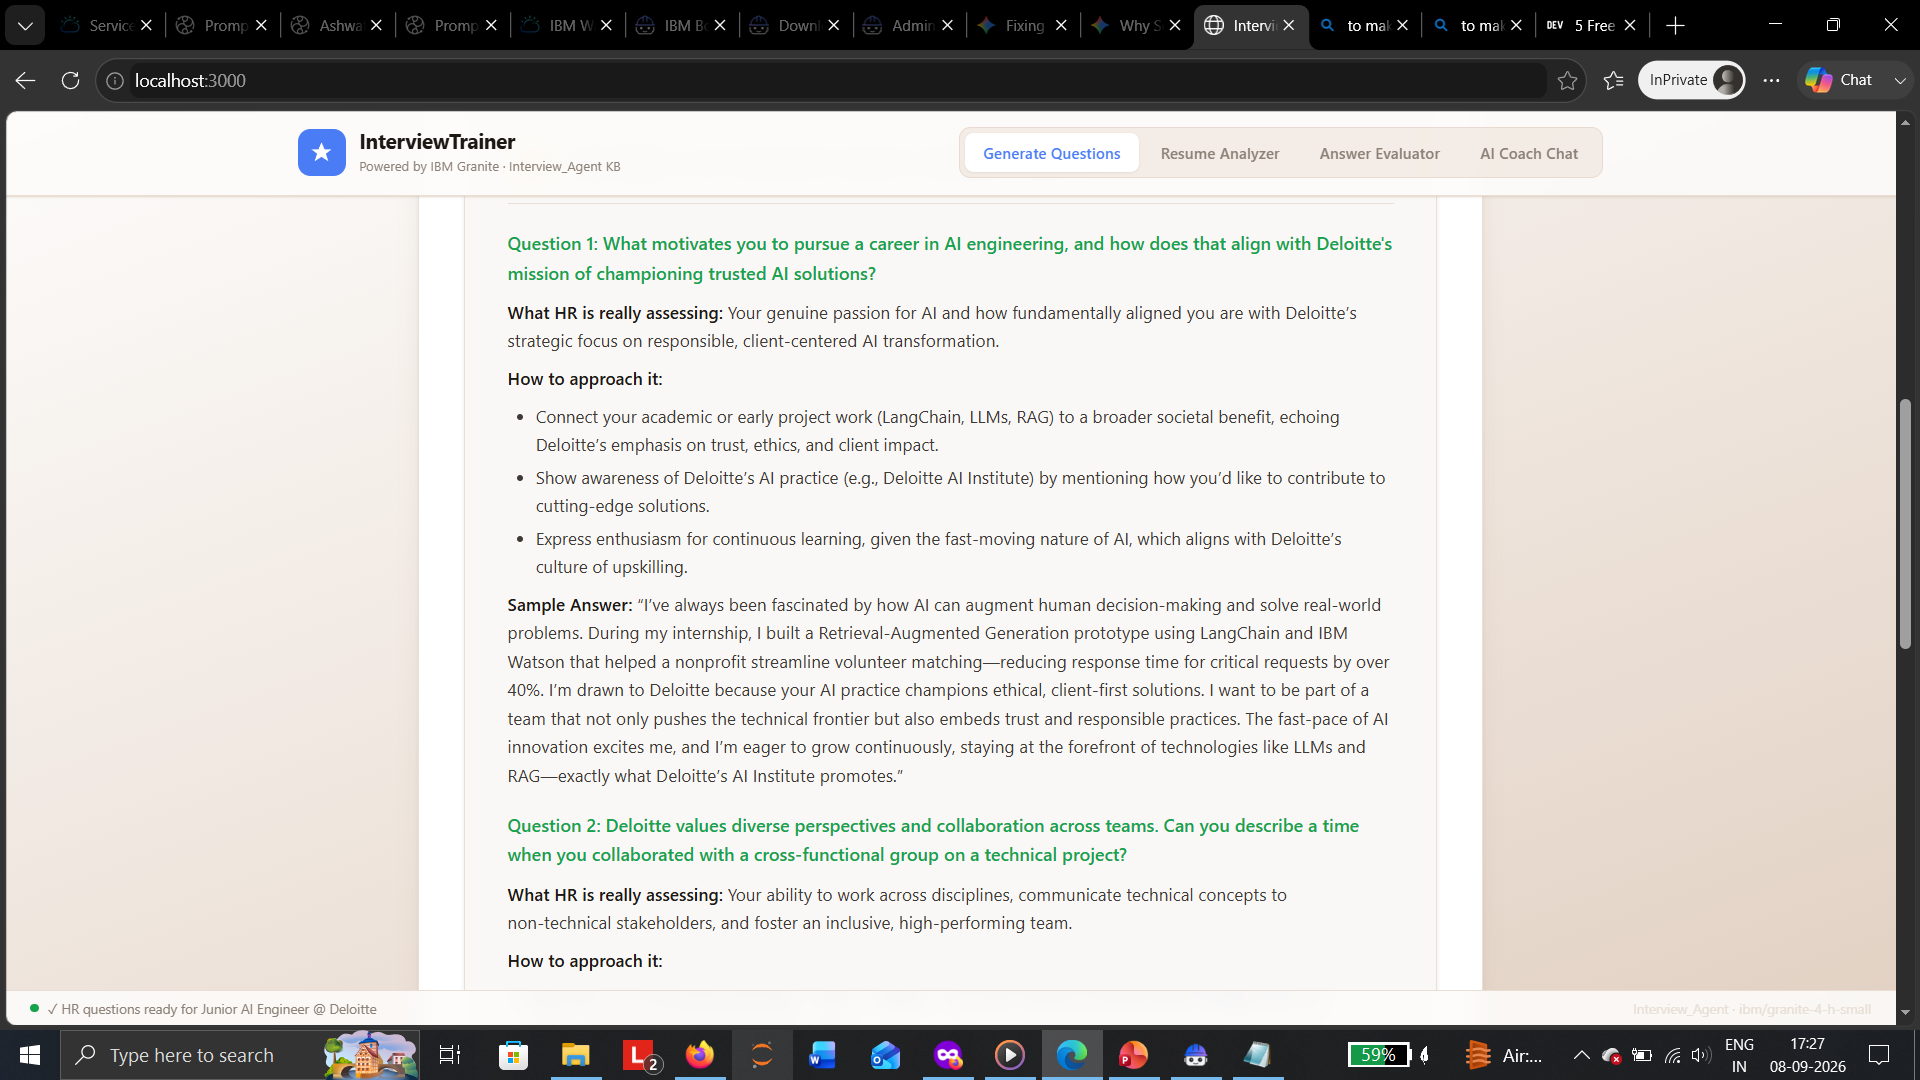 Service
Promp
Ashwa
Promp
IBM W
IBM Bo
Downl
Admin
Fixing
Why S
Intervi
to mak
to mak
DEV 5 Free
localhost:3000
InPrivate
Chat
InterviewTrainer
Powered by IBM Granite · Interview_Agent KB
Generate Questions
Resume Analyzer
Answer Evaluator
AI Coach Chat
Question 1: What motivates you to pursue a career in AI engineering, and how does that align with Deloitte's
mission of championing trusted AI solutions?
What HR is really assessing: Your genuine passion for AI and how fundamentally aligned you are with Deloitte’s
strategic focus on responsible, client-centered AI transformation.
How to approach it:
• Connect your academic or early project work (LangChain, LLMs, RAG) to a broader societal benefit, echoing
Deloitte’s emphasis on trust, ethics, and client impact.
• Show awareness of Deloitte’s AI practice (e.g., Deloitte AI Institute) by mentioning how you’d like to contribute to
cutting-edge solutions.
• Express enthusiasm for continuous learning, given the fast-moving nature of AI, which aligns with Deloitte’s
culture of upskilling.
Sample Answer: “I’ve always been fascinated by how AI can augment human decision-making and solve real-world
problems. During my internship, I built a Retrieval-Augmented Generation prototype using LangChain and IBM
Watson that helped a nonprofit streamline volunteer matching—reducing response time for critical requests by over
40%. I’m drawn to Deloitte because your AI practice champions ethical, client-first solutions. I want to be part of a
team that not only pushes the technical frontier but also embeds trust and responsible practices. The fast-pace of AI
innovation excites me, and I’m eager to grow continuously, staying at the forefront of technologies like LLMs and
RAG—exactly what Deloitte’s AI Institute promotes.”
Question 2: Deloitte values diverse perspectives and collaboration across teams. Can you describe a time
when you collaborated with a cross-functional group on a technical project?
What HR is really assessing: Your ability to work across disciplines, communicate technical concepts to
non-technical stakeholders, and foster an inclusive, high-performing team.
How to approach it:
✓ HR questions ready for Junior AI Engineer @ Deloitte
Interview_Agent · ibm/granite-4-h-small
Type here to search
L 2
59%
Air:...
ENG
IN
17:27
08-09-2026